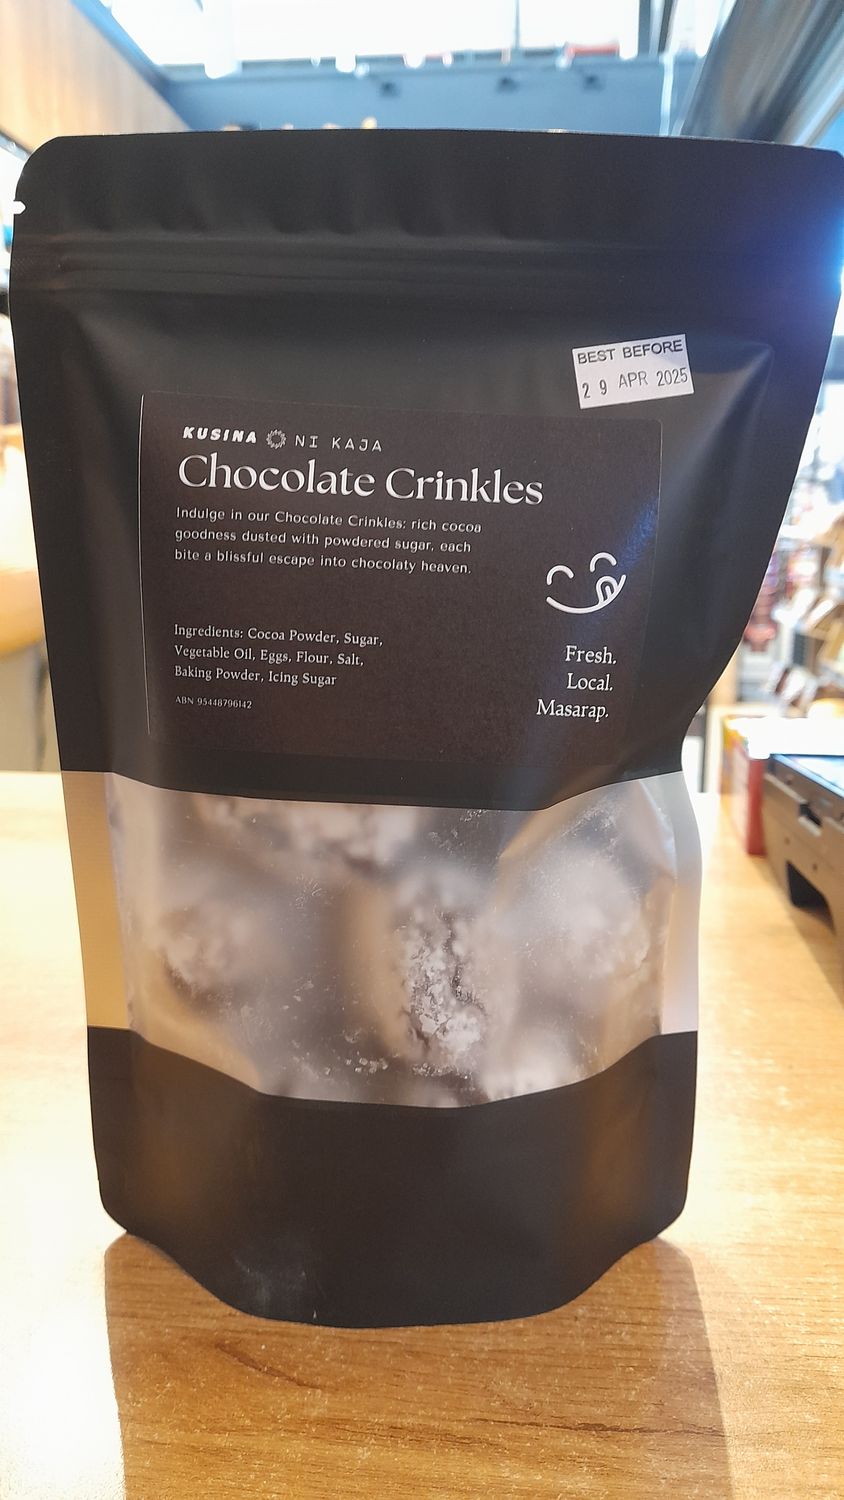 BEST BEFORE
29 APR 2025
KUSINA NI KAJA
Chocolate Crinkles
Indulge in our Chocolate Crinkles: rich cocoa
goodness dusted with powdered sugar, each
bite a blissful escape into chocolaty heaven.
Ingredients: Cocoa Powder, Sugar,
Vegetable Oil, Eggs, Flour, Salt,
Baking Powder, Icing Sugar
ABN 95448796142
Fresh.
Local.
Masarap.